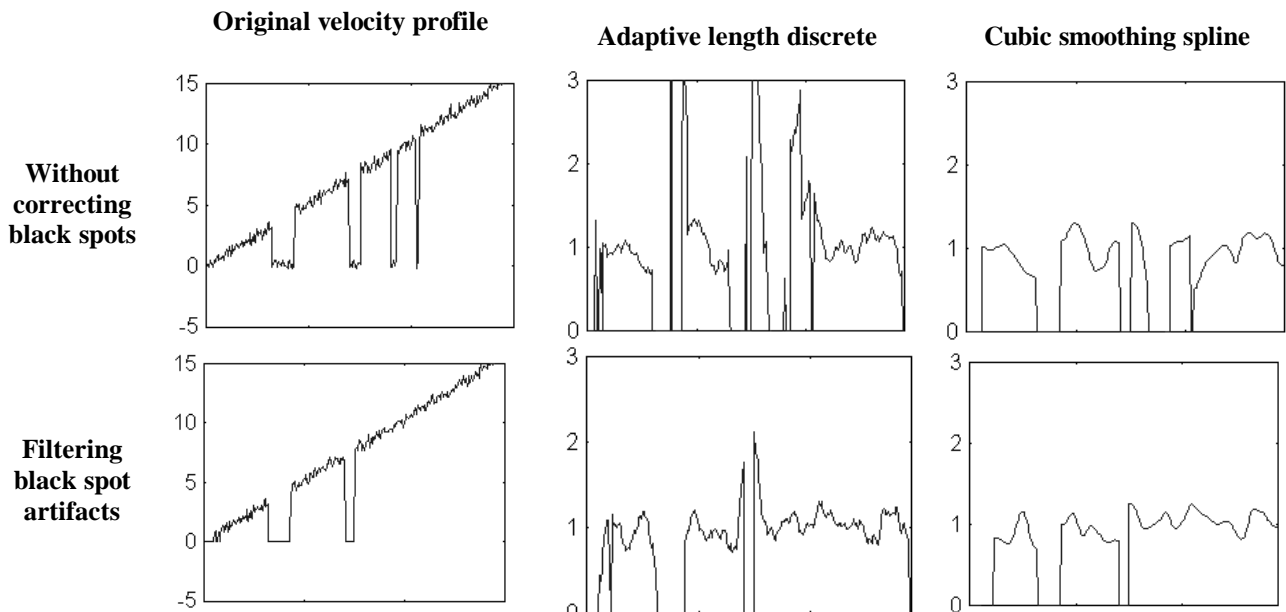 Original velocity profile
Adaptive length discrete
Cubic smoothing spline
Without
correcting
black spots
15
10
5
0
-5
3
2
1
0
3
2
1
0
Filtering
black spot
artifacts
15
10
5
0
-5
3
2
1
0
3
2
1
0